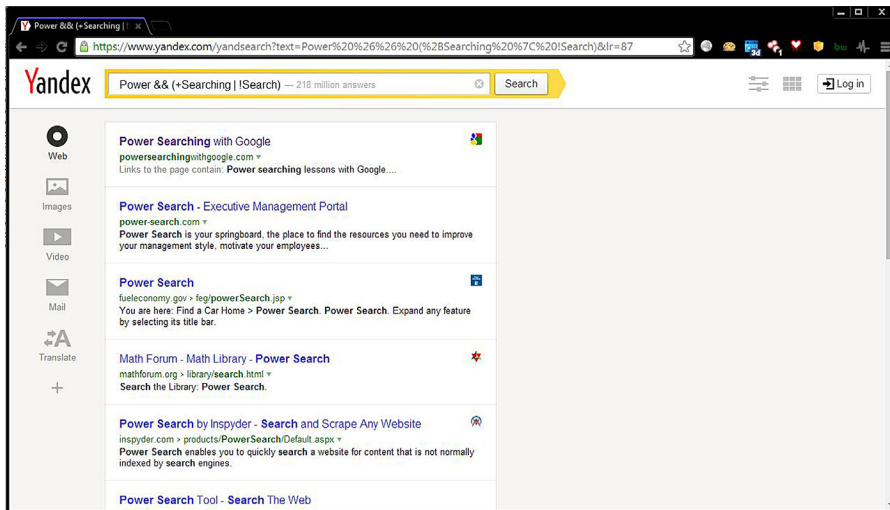 Power && (+Searching | !
https://www.yandex.com/yandsearch?text=Power%20%26%26%20(%2BSearching%20%7C%20!Search)&lr=87
3d
1
bw
Yandex
Power && (+Searching | !Search) — 218 million answers
Search
Log in
Web
Images
Video
Mail
Translate
Power Searching with Google
powersearchingwithgoogle.com
Links to the page contain: Power searching lessons with Google....
Power Search - Executive Management Portal
power-search.com
Power Search is your springboard, the place to find the resources you need to improve
your management style, motivate your employees...
Power Search
fueleconomy.gov › feg/powerSearch.jsp
You are here: Find a Car Home > Power Search. Power Search. Expand any feature
by selecting its title bar.
Math Forum - Math Library - Power Search
mathforum.org › library/search.html
Search the Library: Power Search.
Power Search by Inspyder - Search and Scrape Any Website
inspyder.com › products/PowerSearch/Default.aspx
Power Search enables you to quickly search a website for content that is not normally
indexed by search engines.
Power Search Tool - Search The Web